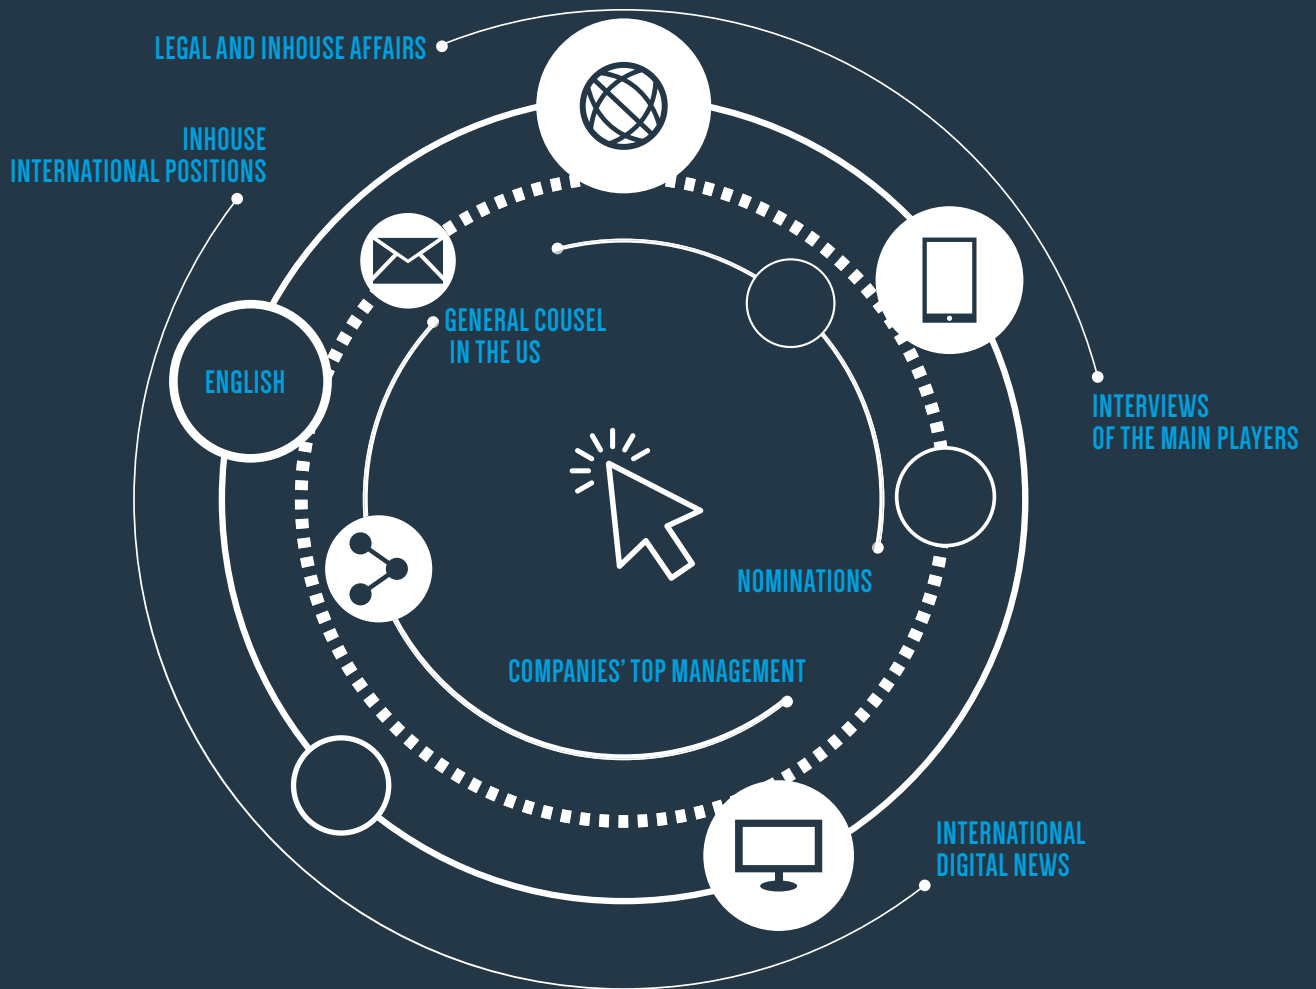 LEGAL AND INHOUSE AFFAIRS
INHOUSE
INTERNATIONAL POSITIONS
GENERAL COUSEL
IN THE US
ENGLISH
INTERVIEWS
OF THE MAIN PLAYERS
NOMINATIONS
COMPANIES' TOP MANAGEMENT
INTERNATIONAL
DIGITAL NEWS